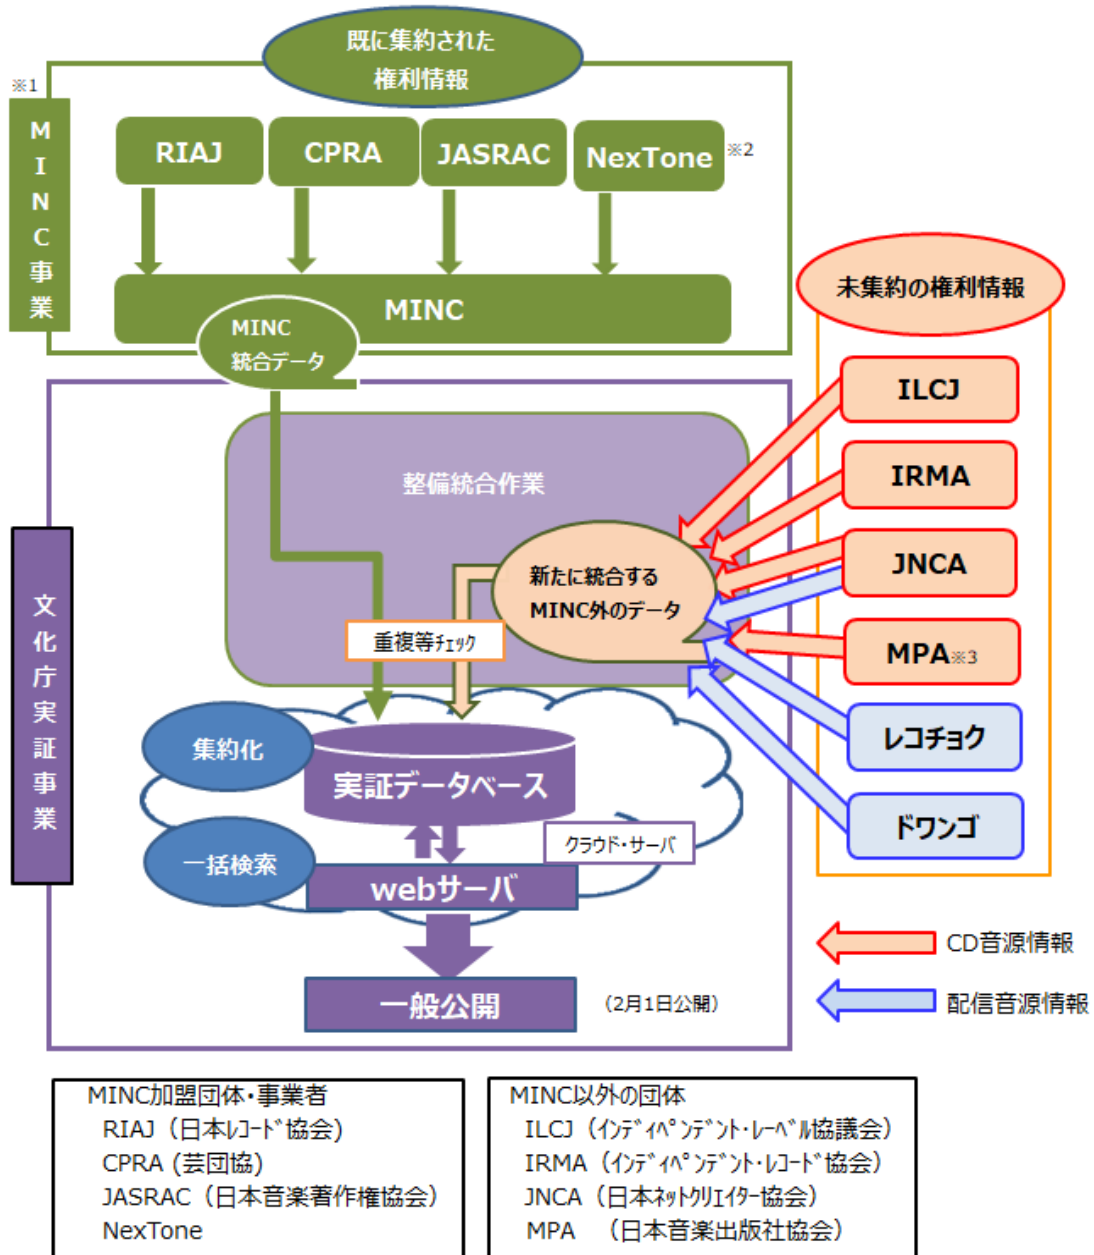 既に集約された
権利情報
※1
MINC事業
RIAJ
CPRA
JASRAC
NexTone
※2
MINC
MINC
統合データ
未集約の権利情報
ILCJ
IRMA
JNCA
MPA※3
レコチョク
ドワンゴ
文化庁実証事業
整備統合作業
新たに統合する
MINC外のデータ
重複等ﾁｪｯｸ
集約化
実証データベース
クラウド・サーバ
一括検索
webサーバ
一般公開
（2月1日公開）
CD音源情報
配信音源情報
MINC加盟団体・事業者
RIAJ（日本ﾚｺｰﾄﾞ協会)
CPRA (芸団協)
JASRAC（日本音楽著作権協会）
NexTone
MINC以外の団体
ILCJ（ｲﾝﾃﾞｨﾍﾟﾝﾃﾞﾝﾄ・ﾚｰﾍﾞﾙ協議会）
IRMA（ｲﾝﾃﾞｨﾍﾟﾝﾃﾞﾝﾄ・ﾚｺｰﾄﾞ協会）
JNCA（日本ﾈｯﾄｸﾘｴｲﾀｰ協会）
MPA （日本音楽出版社協会）